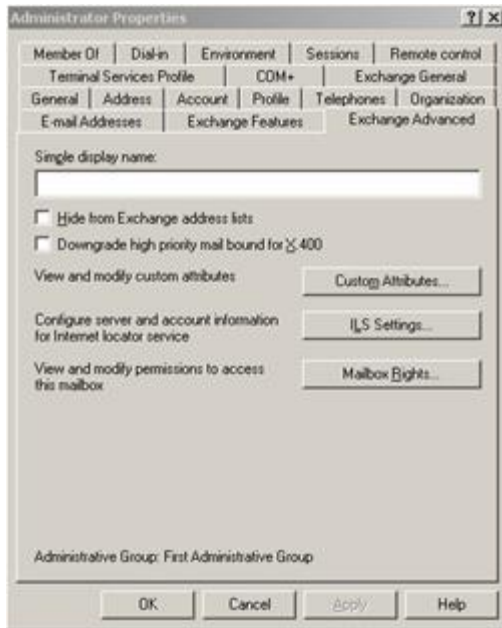 Administrator Properties
Member Of Dial-in Environment Sessions Remote control
Terminal Services Profile COM+ Exchange General
General Address Account Profile Telephones Organization
E-mail Addresses Exchange Features Exchange Advanced
Simple display name:
Hide from Exchange address lists
Downgrade high priority mail bound for X.400
View and modify custom attributes
Custom Attributes...
Configure server and account information
for Internet locator service
ILS Settings...
View and modify permissions to access
this mailbox
Mailbox Rights...
Administrative Group: First Administrative Group
OK Cancel Apply Help